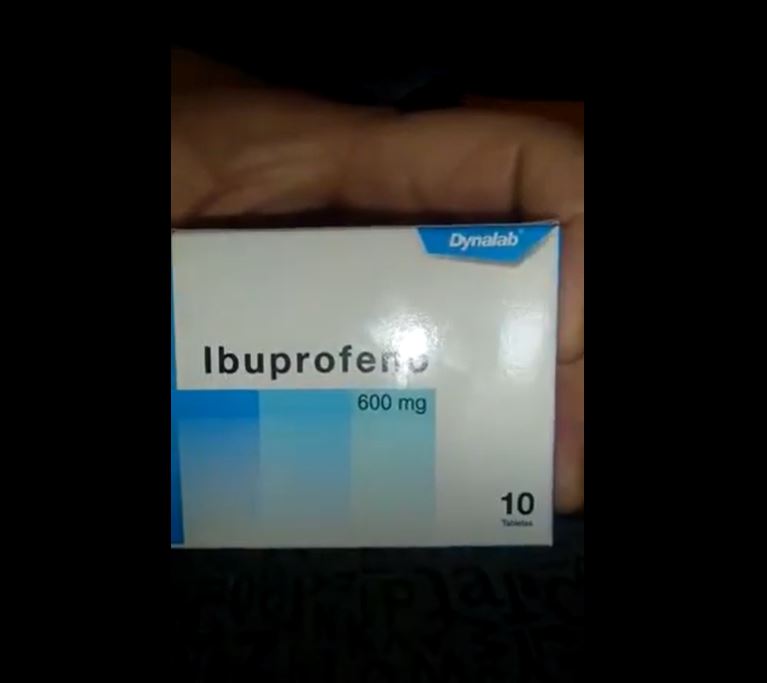 Dynalab®
Ibuprofeno
600 mg
10
Tabletas